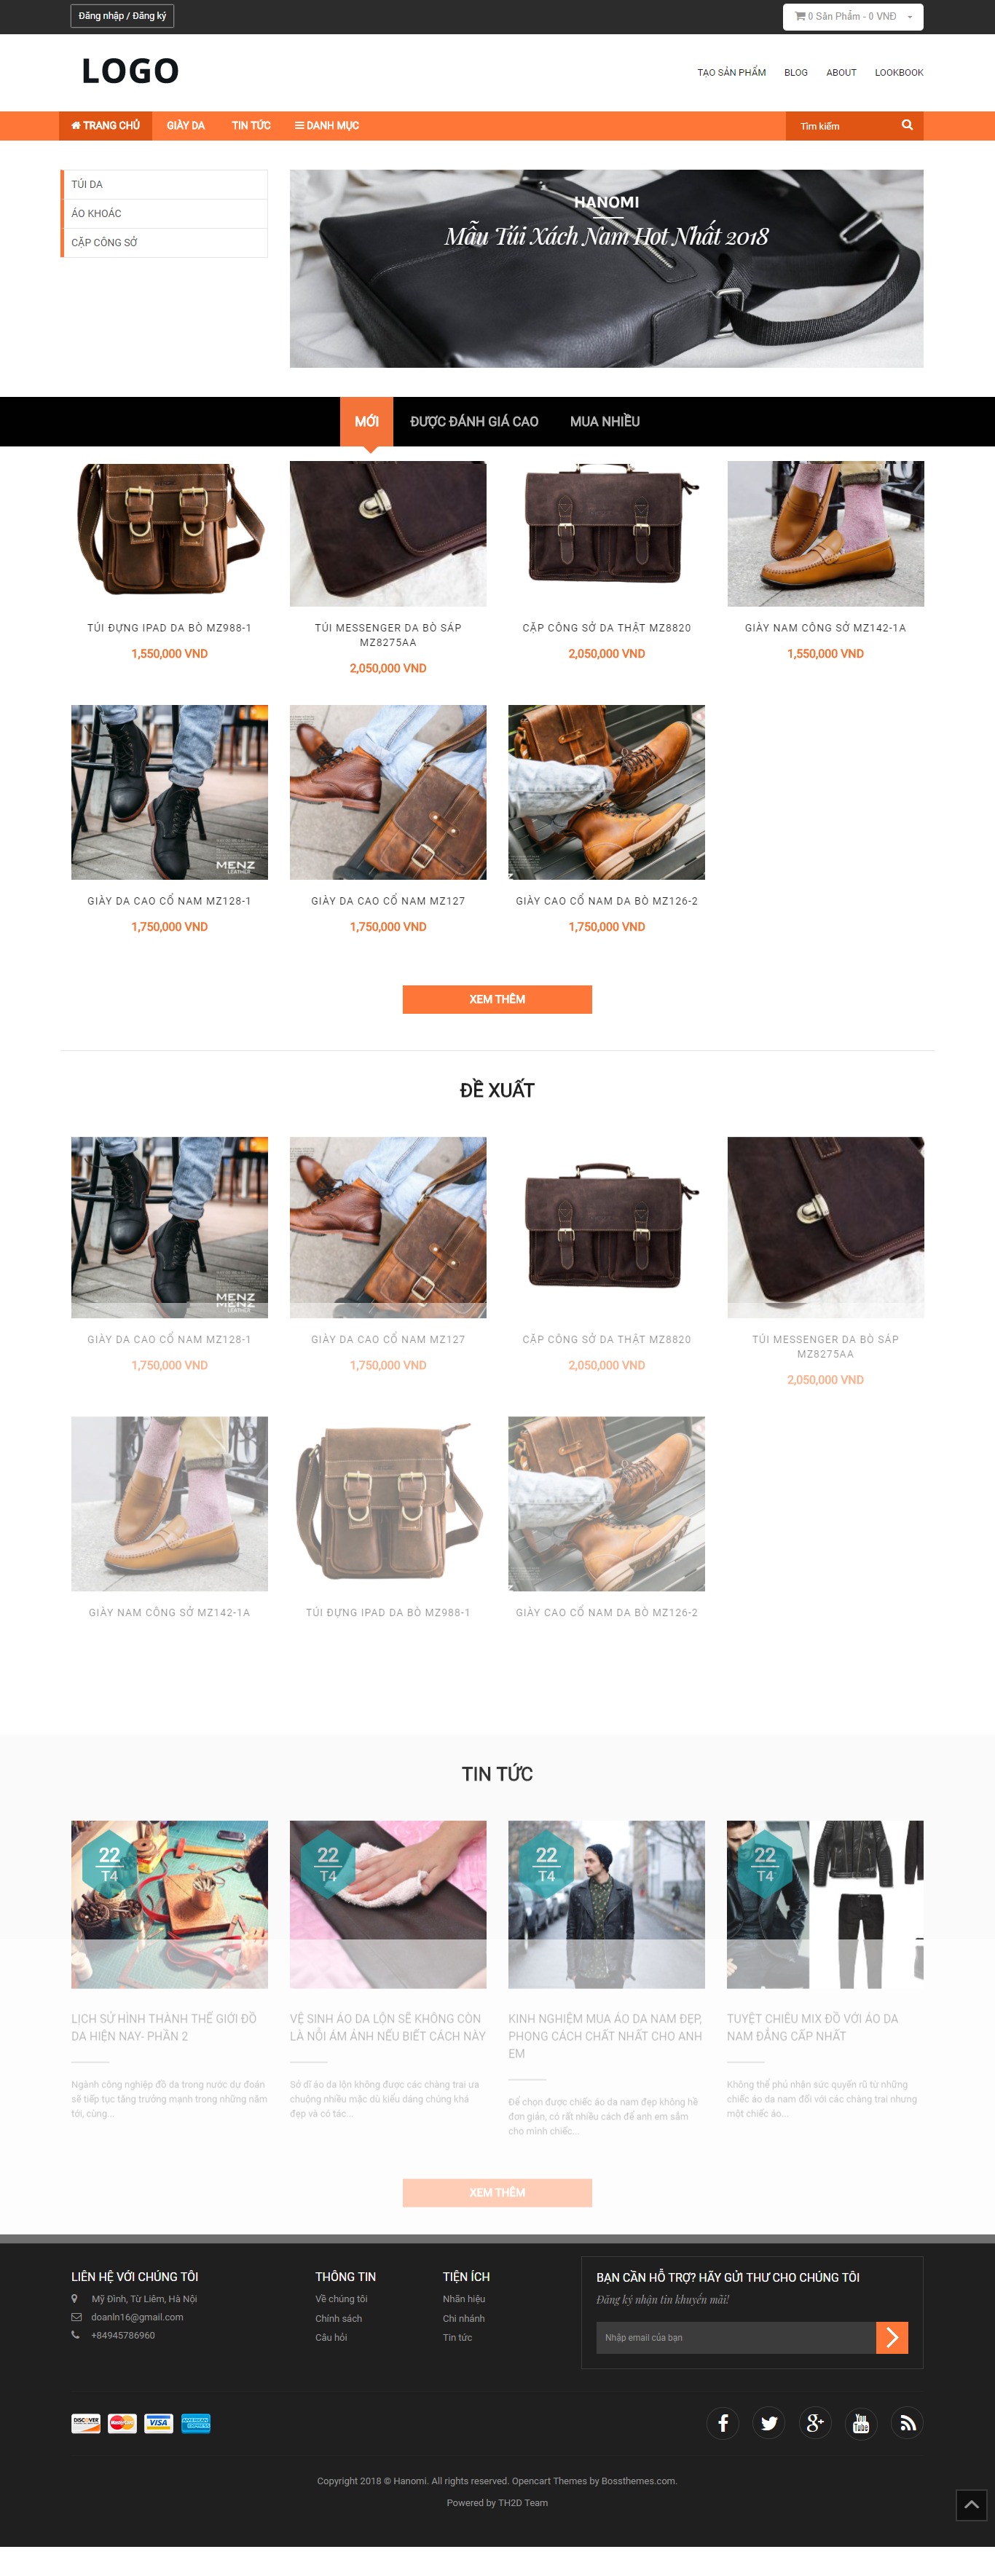 Đăng nhập / Đăng ký
0 Sản Phẩm - 0 VNĐ
LOGO
TẠO SẢN PHẨM BLOG ABOUT LOOKBOOK
TRANG CHỦ GIÀY DA TIN TỨC DANH MỤC
Tìm kiếm
TÚI DA
ÁO KHOÁC
CẶP CÔNG SỞ
HANOMI
Mẫu Túi Xách Nam Hot Nhất 2018
MỚI ĐƯỢC ĐÁNH GIÁ CAO MUA NHIỀU
TÚI ĐỰNG IPAD DA BÒ MZ988-1
1,550,000 VND
TÚI MESSENGER DA BÒ SÁP
MZ8275AA
2,050,000 VND
CẶP CÔNG SỞ DA THẬT MZ8820
2,050,000 VND
GIÀY NAM CÔNG SỞ MZ142-1A
1,550,000 VND
MENZ
LEATHER
GIÀY DA CAO CỔ NAM MZ128-1
1,750,000 VND
GIÀY DA CAO CỔ NAM MZ127
1,750,000 VND
GIÀY CAO CỔ NAM DA BÒ MZ126-2
1,750,000 VND
XEM THÊM
ĐỀ XUẤT
MENZ
MENZ
LEATHER
GIÀY DA CAO CỔ NAM MZ128-1
1,750,000 VND
GIÀY DA CAO CỔ NAM MZ127
1,750,000 VND
CẶP CÔNG SỞ DA THẬT MZ8820
2,050,000 VND
TÚI MESSENGER DA BÒ SÁP
MZ8275AA
2,050,000 VND
GIÀY NAM CÔNG SỞ MZ142-1A
TÚI ĐỰNG IPAD DA BÒ MZ988-1
GIÀY CAO CỔ NAM DA BÒ MZ126-2
TIN TỨC
22
T4
22
T4
22
T4
22
T4
LỊCH SỬ HÌNH THÀNH THẾ GIỚI ĐỒ
DA HIỆN NAY- PHẦN 2
Ngành công nghiệp đồ da trong nước dự đoán
sẽ tiếp tục tăng trưởng mạnh trong những năm
tới, cùng...
VỆ SINH ÁO DA LỘN SẼ KHÔNG CÒN
LÀ NỖI ÁM ẢNH NẾU BIẾT CÁCH NÀY
Sở dĩ áo da lộn không được các chàng trai ưa
chuộng nhiều mặc dù kiểu dáng chúng khá
đẹp và có tác...
KINH NGHIỆM MUA ÁO DA NAM ĐẸP,
PHONG CÁCH CHẤT NHẤT CHO ANH
EM
Để chọn được chiếc áo da nam đẹp không hề
đơn giản, có rất nhiều cách để anh em sắm
cho mình chiếc...
TUYỆT CHIÊU MIX ĐỒ VỚI ÁO DA
NAM ĐẲNG CẤP NHẤT
Không thể phủ nhận sức quyến rũ từ những
chiếc áo da nam đối với các chàng trai nhưng
một chiếc áo...
XEM THÊM
LIÊN HỆ VỚI CHÚNG TÔI
Mỹ Đình, Từ Liêm, Hà Nội
doanln16@gmail.com
+84945786960
THÔNG TIN
Về chúng tôi
Chính sách
Câu hỏi
TIỆN ÍCH
Nhãn hiệu
Chi nhánh
Tin tức
BẠN CẦN HỖ TRỢ? HÃY GỬI THƯ CHO CHÚNG TÔI
Đăng ký nhận tin khuyến mãi!
Nhập email của bạn
DISCOVER MasterCard VISA AMERICAN EXPRESS
You Tube
Copyright 2018 © Hanomi. All rights reserved. Opencart Themes by Bossthemes.com.
Powered by TH2D Team